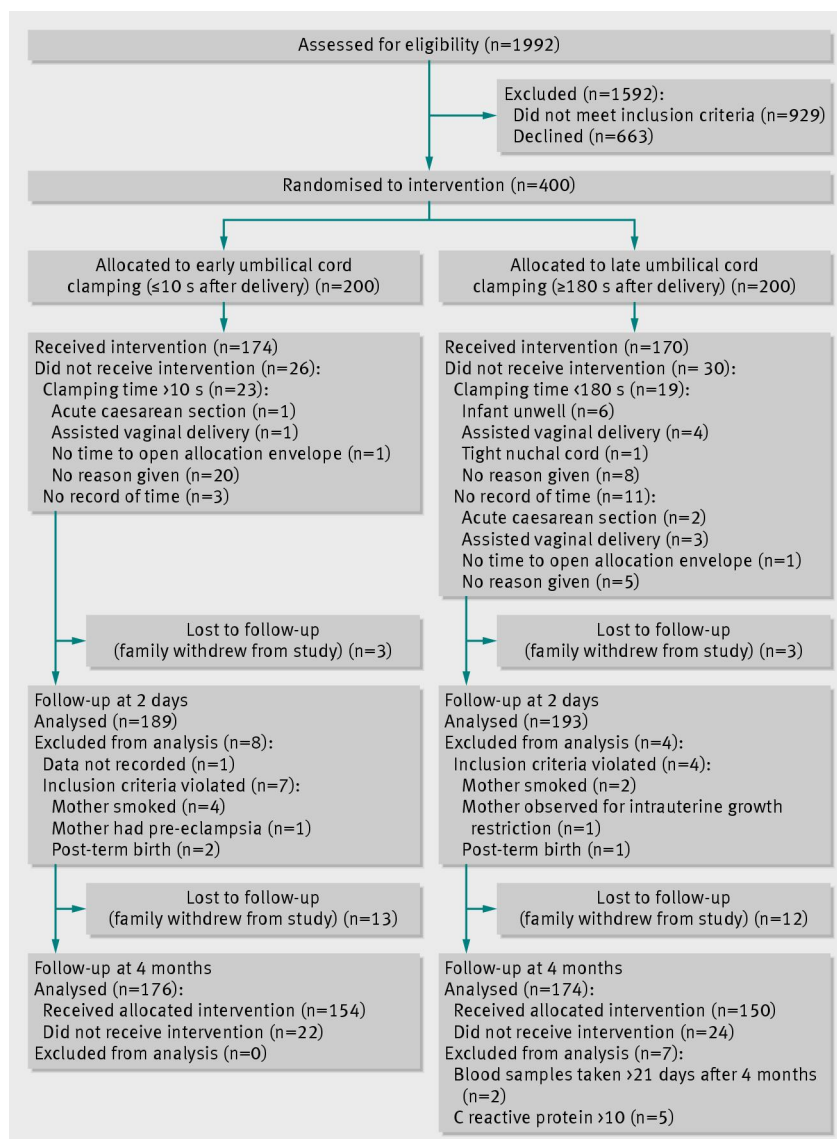 Assessed for eligibility (n=1992)
Excluded (n=1592):
Did not meet inclusion criteria (n=929)
Declined (n=663)
Randomised to intervention (n=400)
Allocated to early umbilical cord
clamping (≤10 s after delivery) (n=200)
Allocated to late umbilical cord
clamping (≥180 s after delivery) (n=200)
Received intervention (n=174)
Did not receive intervention (n=26):
Clamping time >10 s (n=23):
Acute caesarean section (n=1)
Assisted vaginal delivery (n=1)
No time to open allocation envelope (n=1)
No reason given (n=20)
No record of time (n=3)
Received intervention (n=170)
Did not receive intervention (n= 30):
Clamping time <180 s (n=19):
Infant unwell (n=6)
Assisted vaginal delivery (n=4)
Tight nuchal cord (n=1)
No reason given (n=8)
No record of time (n=11):
Acute caesarean section (n=2)
Assisted vaginal delivery (n=3)
No time to open allocation envelope (n=1)
No reason given (n=5)
Lost to follow-up
(family withdrew from study) (n=3)
Lost to follow-up
(family withdrew from study) (n=3)
Follow-up at 2 days
Analysed (n=189)
Excluded from analysis (n=8):
Data not recorded (n=1)
Inclusion criteria violated (n=7):
Mother smoked (n=4)
Mother had pre-eclampsia (n=1)
Post-term birth (n=2)
Follow-up at 2 days
Analysed (n=193)
Excluded from analysis (n=4):
Inclusion criteria violated (n=4):
Mother smoked (n=2)
Mother observed for intrauterine growth
restriction (n=1)
Post-term birth (n=1)
Lost to follow-up
(family withdrew from study) (n=13)
Lost to follow-up
(family withdrew from study) (n=12)
Follow-up at 4 months
Analysed (n=176):
Received allocated intervention (n=154)
Did not receive intervention (n=22)
Excluded from analysis (n=0)
Follow-up at 4 months
Analysed (n=174):
Received allocated intervention (n=150)
Did not receive intervention (n=24)
Excluded from analysis (n=7):
Blood samples taken >21 days after 4 months
(n=2)
C reactive protein >10 (n=5)